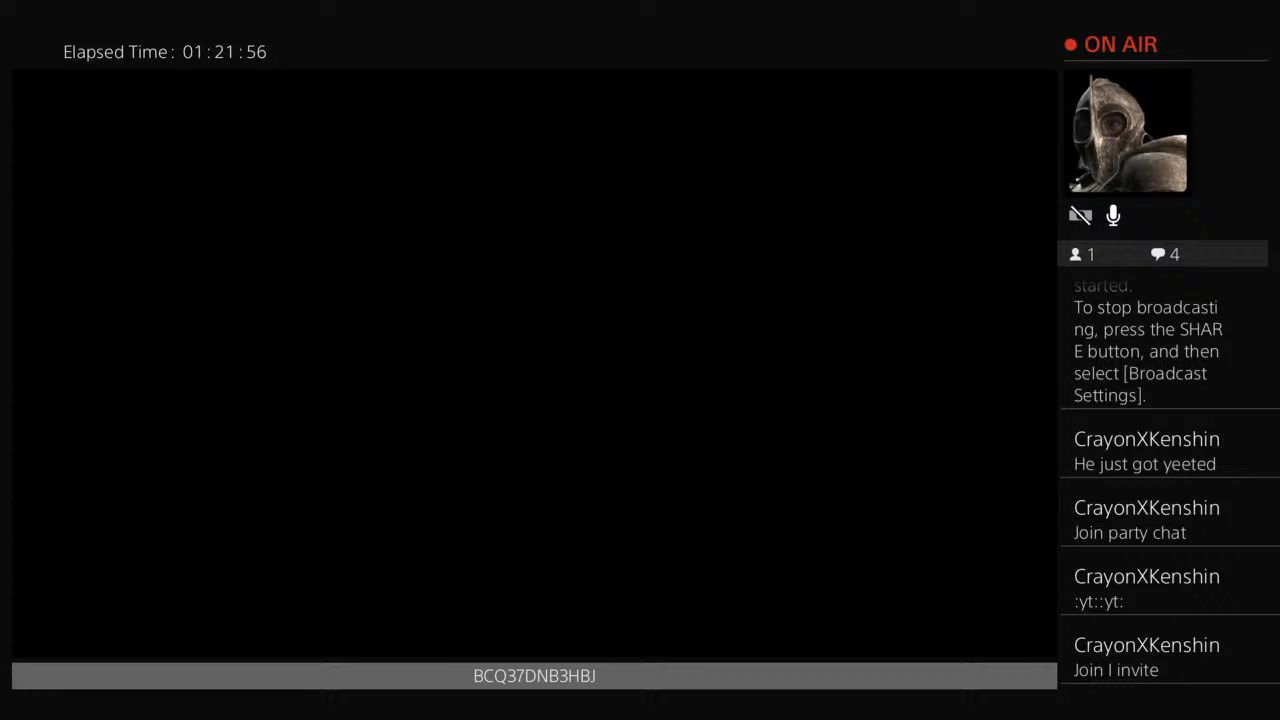 Elapsed Time: 01:21:56
ON AIR
1 4
started.
To stop broadcasti
ng, press the SHAR
E button, and then
select [Broadcast
Settings].
CrayonXKenshin
He just got yeeted
CrayonXKenshin
Join party chat
CrayonXKenshin
:yt::yt:
CrayonXKenshin
Join I invite
BCQ37DNB3HBJ